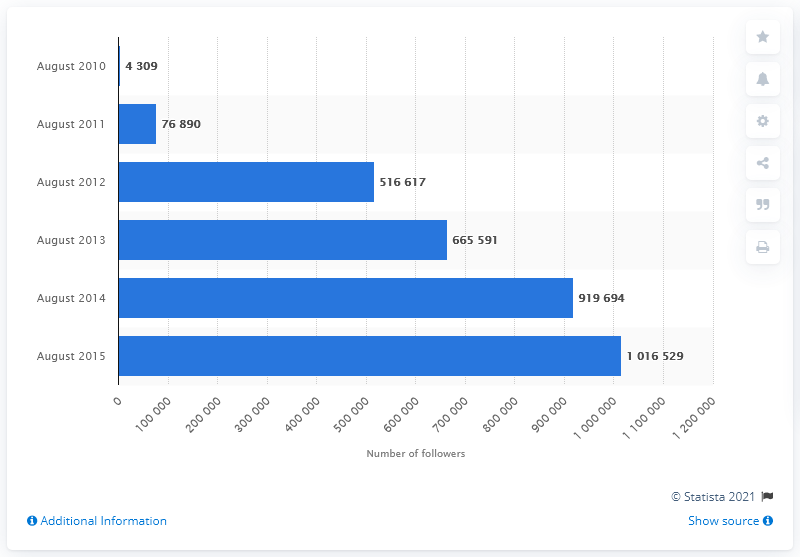 August 2010 4 309
August 2011 76 890
August 2012 516 617
August 2013 665 591
August 2014 919 694
August 2015 1 016 529
0 100 000 200 000 300 000 400 000 500 000 600 000 700 000 800 000 900 000 1 000 000 1 100 000 1 200 000
Number of followers
© Statista 2021
Additional Information Show source